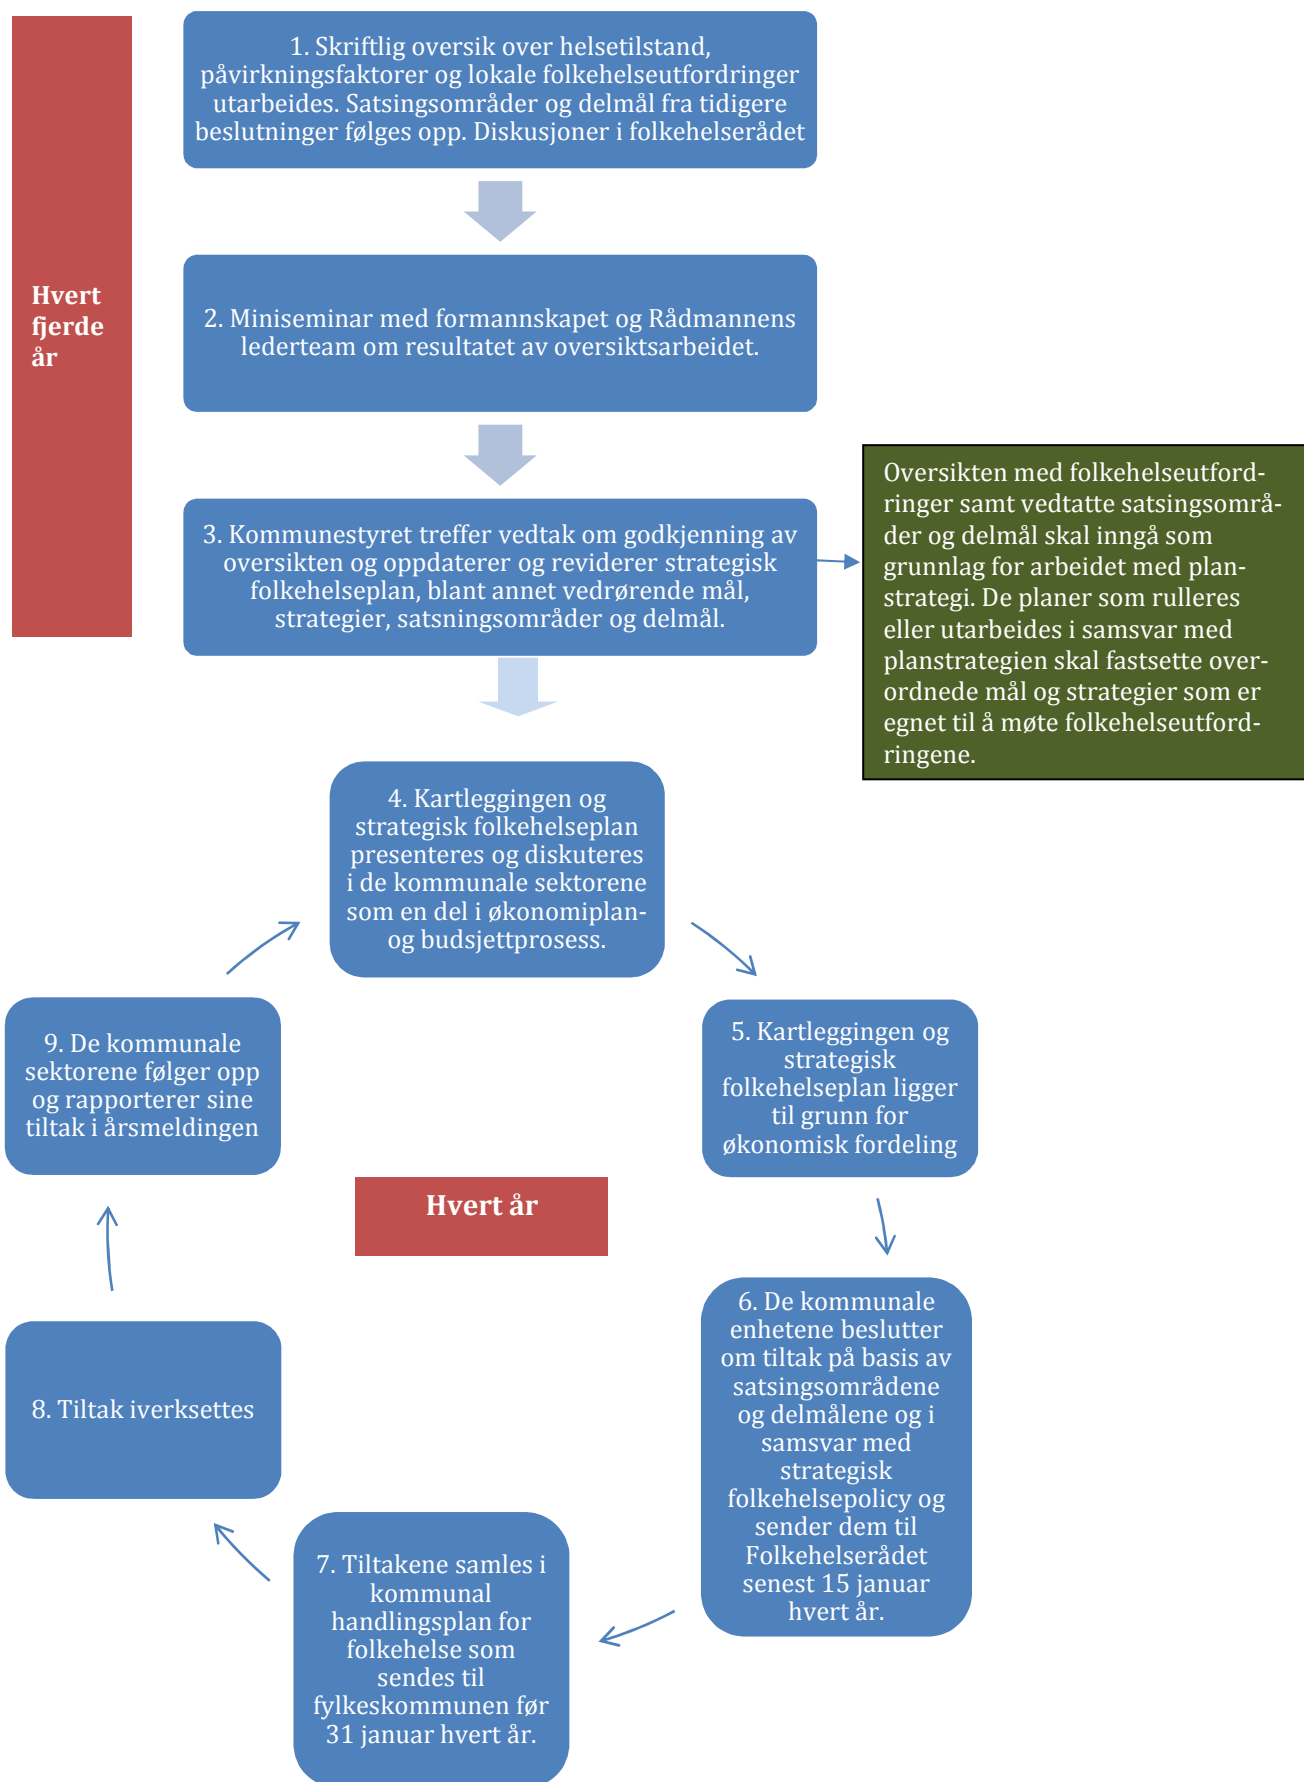 Hvert
fjerde
år
1. Skriftlig oversik over helsetilstand,
påvirkningsfaktorer og lokale folkehelseutfordringer
utarbeides. Satsingsområder og delmål fra tidigere
beslutninger følges opp. Diskusjoner i folkehelserådet
2. Miniseminar med formannskapet og Rådmannens
lederteam om resultatet av oversiktsarbeidet.
3. Kommunestyret treffer vedtak om godkjenning av
oversikten og oppdaterer og reviderer strategisk
folkehelseplan, blant annet vedrørende mål,
strategier, satsningsområder og delmål.
Oversikten med folkehelseutford-
ringer samt vedtatte satsingsområ-
der og delmål skal inngå som
grunnlag for arbeidet med plan-
strategi. De planer som rulleres
eller utarbeides i samsvar med
planstrategien skal fastsette over-
ordnede mål og strategier som er
egnet til å møte folkehelseutford-
ringene.
4. Kartleggingen og
strategisk folkehelseplan
presenteres og diskuteres
i de kommunale sektorene
som en del i økonomiplan-
og budsjettprosess.
5. Kartleggingen og
strategisk
folkehelseplan ligger
til grunn for
økonomisk fordeling
6. De kommunale
enhetene beslutter
om tiltak på basis av
satsingsområdene
og delmålene og i
samsvar med
strategisk
folkehelsepolicy og
sender dem til
Folkehelserådet
senest 15 januar
hvert år.
7. Tiltakene samles i
kommunal
handlingsplan for
folkehelse som
sendes til
fylkeskommunen før
31 januar hvert år.
8. Tiltak iverksettes
9. De kommunale
sektorene følger opp
og rapporterer sine
tiltak i årsmeldingen
Hvert år